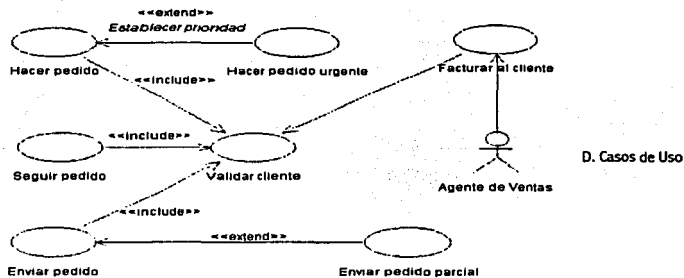 <<extend>>
Establecer prioridad
Hacer pedido
Hacer pedido urgente
Facturar al cliente
<<include>>
<<include>>
Seguir pedido
Validar cliente
Agente de Ventas
D. Casos de Uso
<<include>>
<<extend>>
Enviar pedido
Enviar pedido parcial